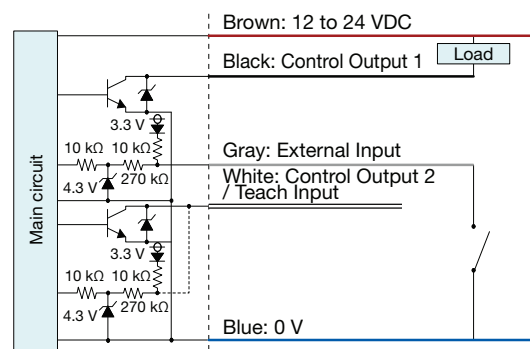 Brown: 12 to 24 VDC
Load
Black: Control Output 1
3.3 V
10 kΩ 10 kΩ
Gray: External Input
4.3 V 270 kΩ
White: Control Output 2
/ Teach Input
Main circuit
3.3 V
10 kΩ 10 kΩ
4.3 V 270 kΩ
Blue: 0 V